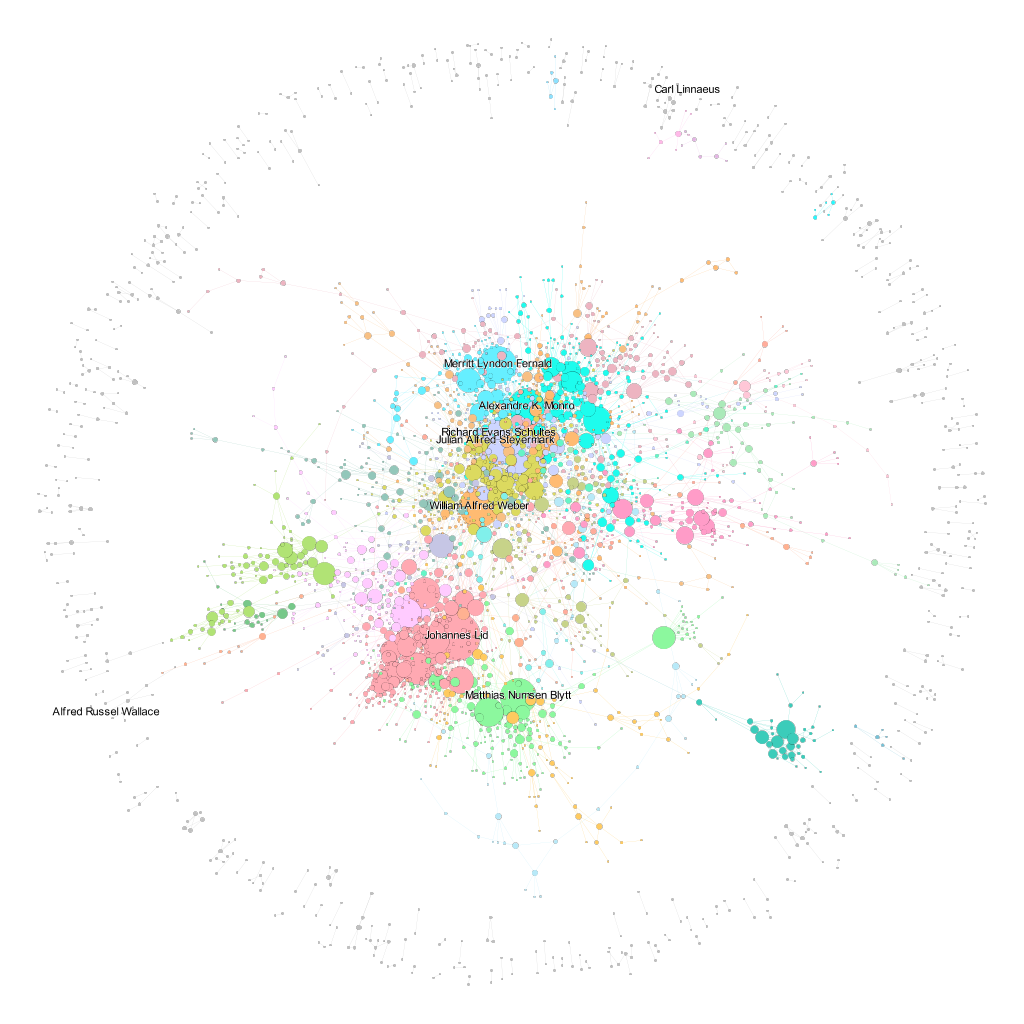 Carl Linnaeus
Merritt Lyndon Fernald
Alexandre K. Monro
Richard Evans Schultes
Julian Alfred Steyermark
William Alfred Weber
Johannes Lid
Matthias Numsen Blytt
Alfred Russel Wallace